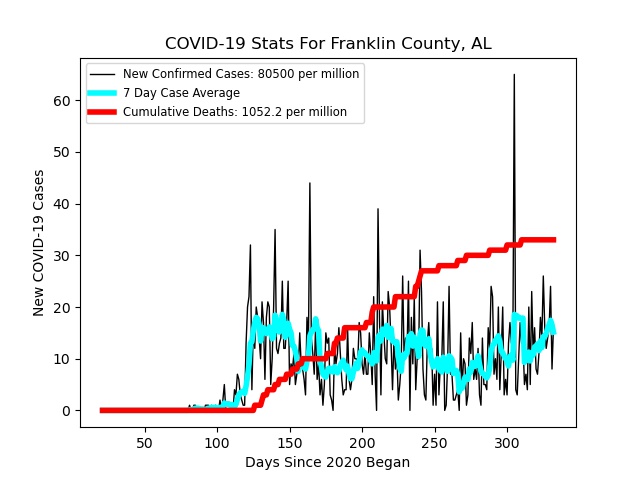 COVID-19 Stats For Franklin County, AL
New Confirmed Cases: 80500 per million
7 Day Case Average
Cumulative Deaths: 1052.2 per million
New COVID-19 Cases
60
50
40
30
20
10
0
50 100 150 200 250 300
Days Since 2020 Began